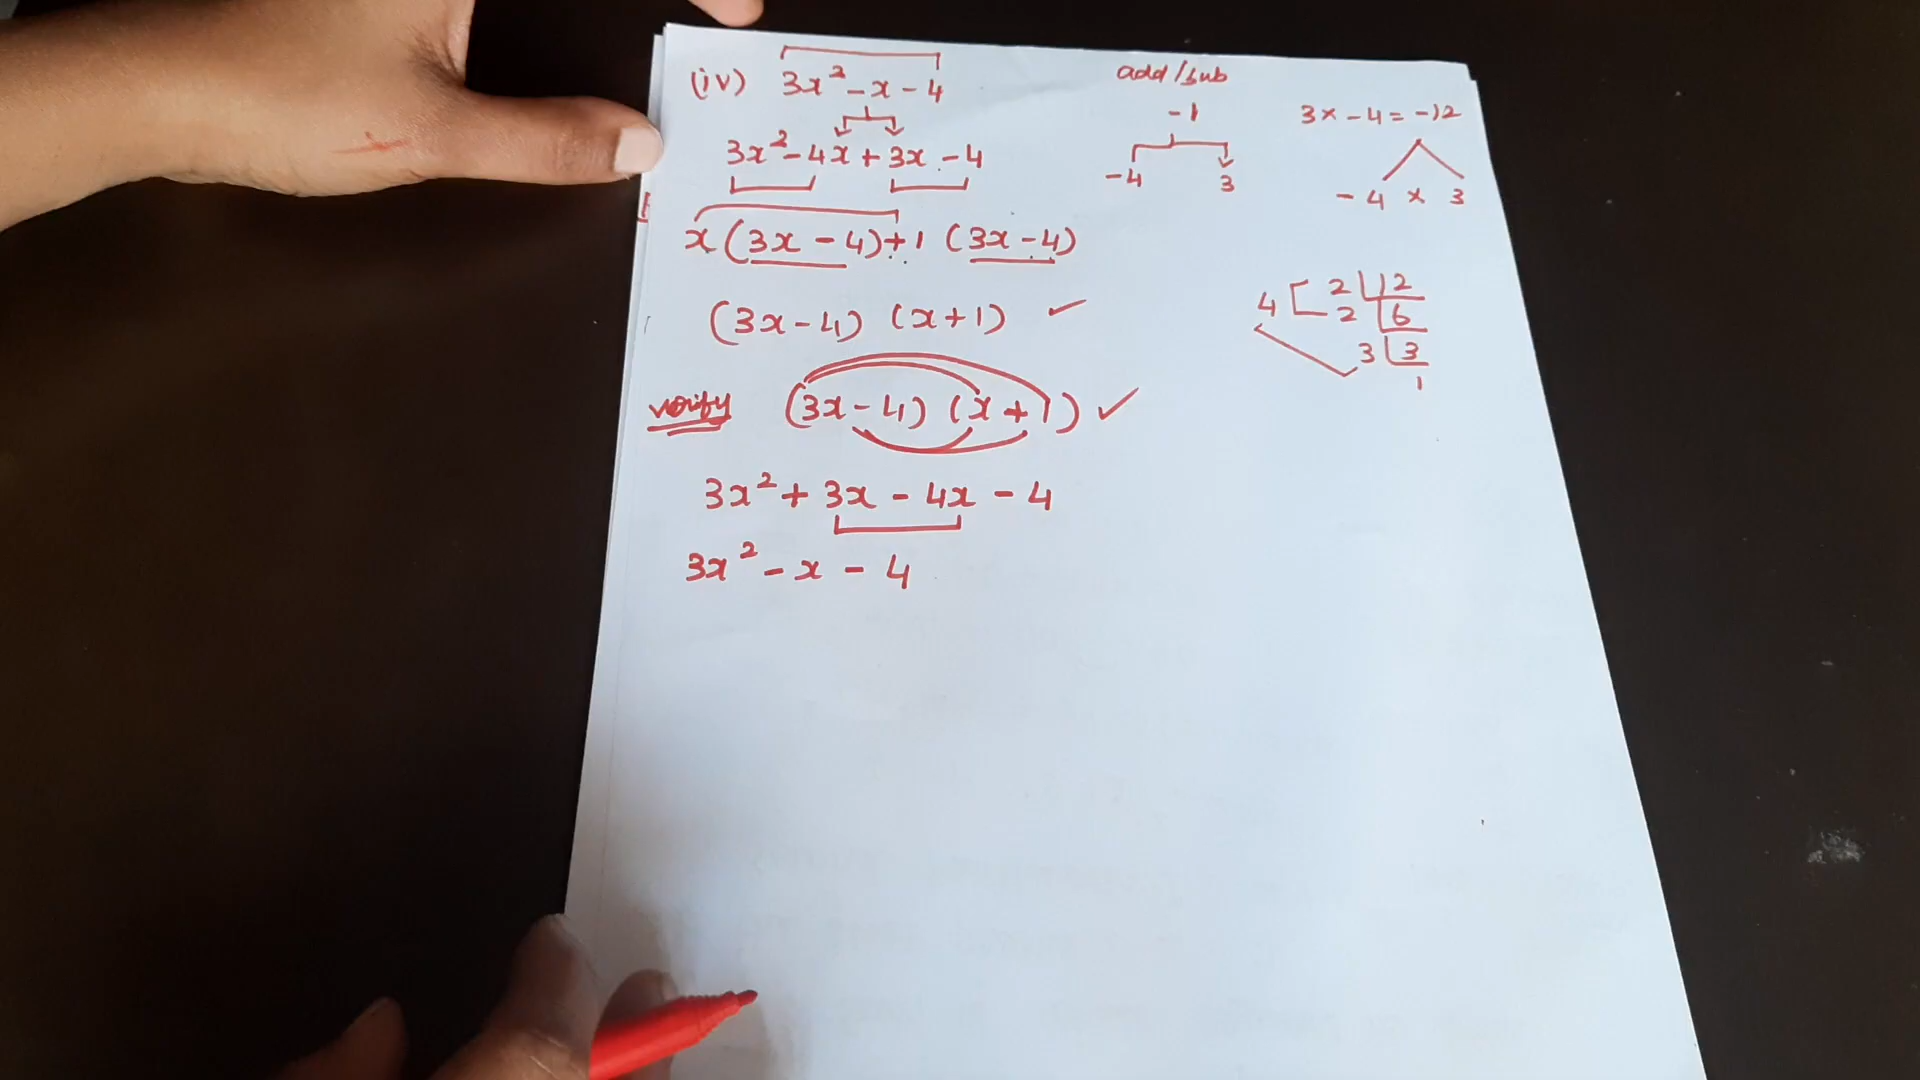 (iv) 3x² - x - 4
3x² - 4x + 3x - 4
x (3x - 4) + 1 (3x - 4)
(3x - 4) (x + 1) ✓
verify (3x - 4) (x + 1) ✓
3x² + 3x - 4x - 4
3x² - x - 4
add/sub
-1
-4 3
3 x -4 = -12
-4 x 3
4 2 12
2 6
3 3
1